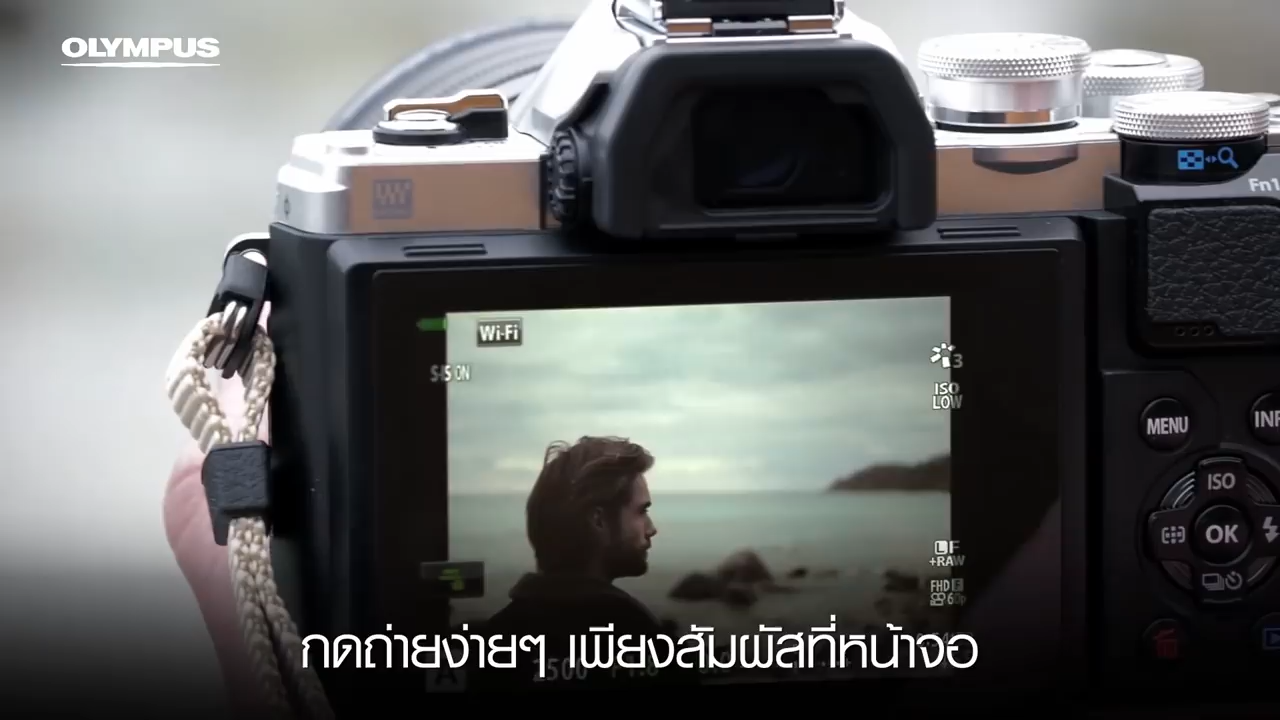 OLYMPUS
Fn1
Wi-Fi
S-IS ON
3
ISO
LOW
MENU
ISO
OK
LF
+RAW
FHD F
60p
กดถ่ายง่ายๆ เพียงสัมผัสที่หน้าจอ
A
2500